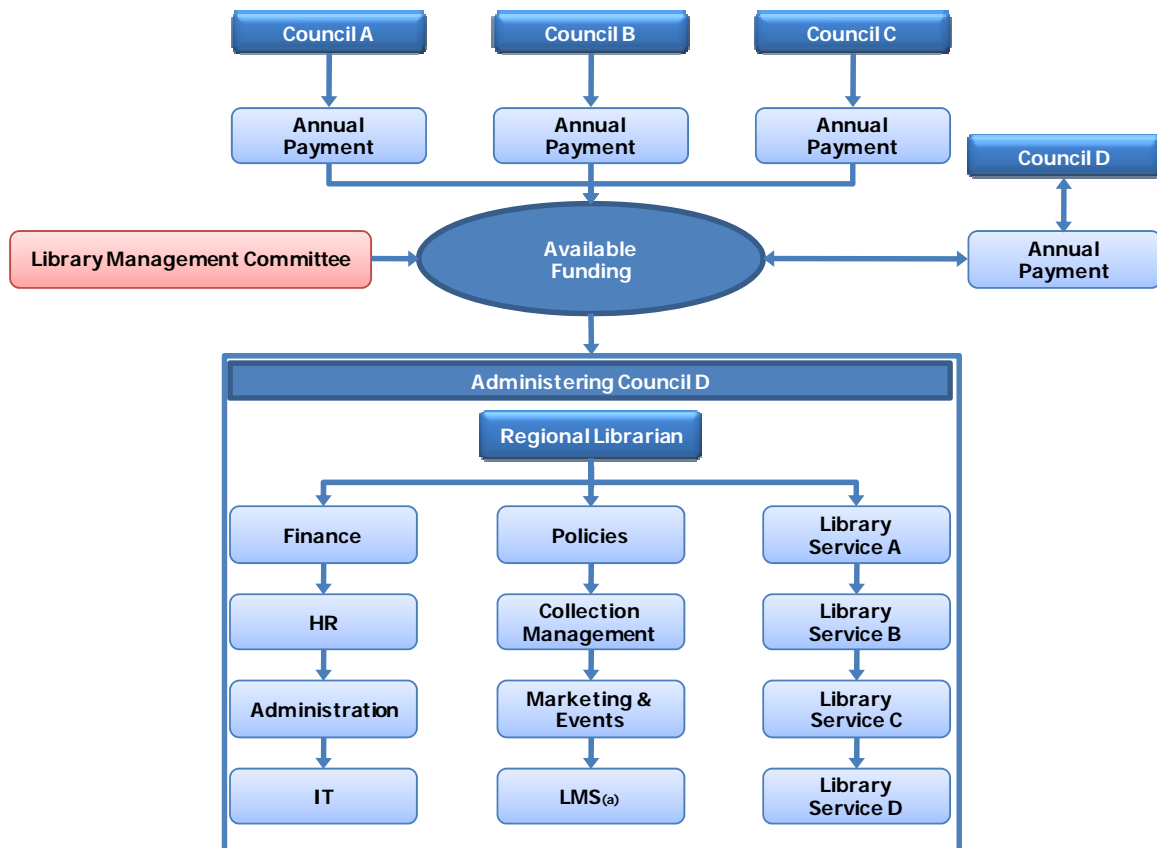 Council A
Council B
Council C
Annual
Payment
Annual
Payment
Annual
Payment
Council D
Library Management Committee
Available
Funding
Annual
Payment
Administering Council D
Regional Librarian
Finance
Policies
Library
Service A
HR
Collection
Management
Library
Service B
Administration
Marketing &
Events
Library
Service C
IT
LMS(a)
Library
Service D